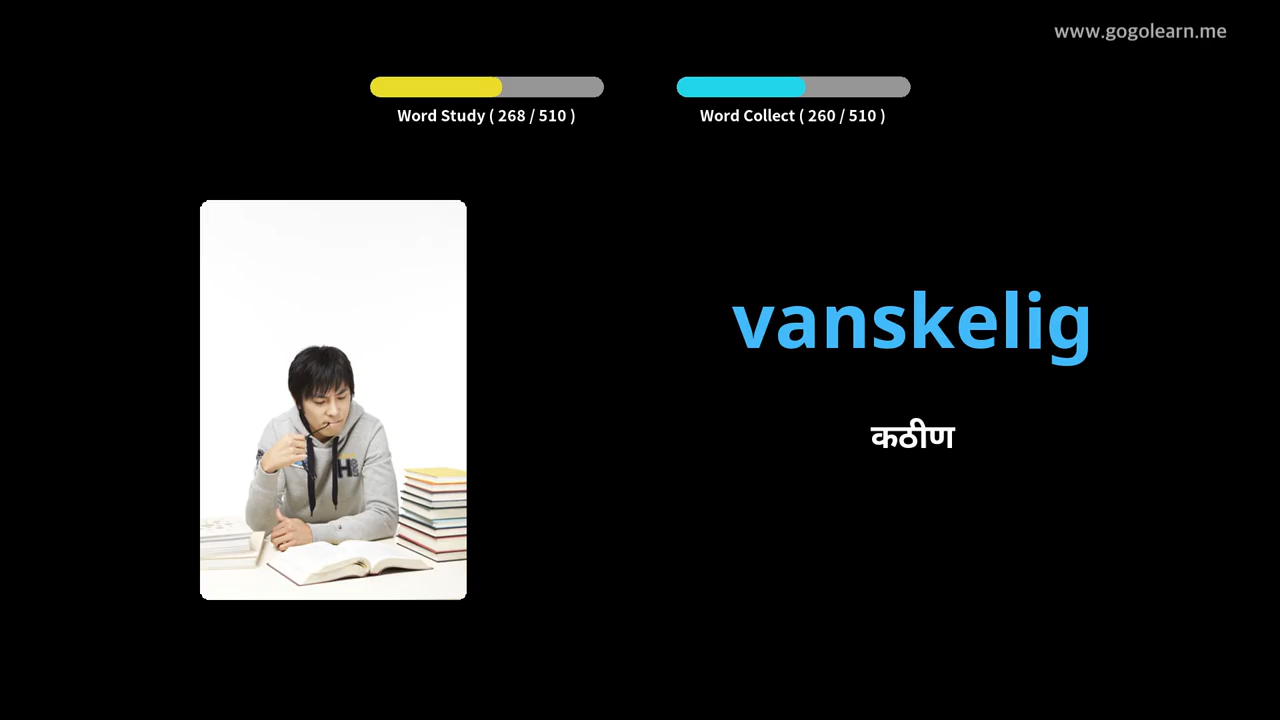 www.gogolearn.me
Word Study ( 268 / 510 )
Word Collect ( 260 / 510 )
vanskelig
कठीण